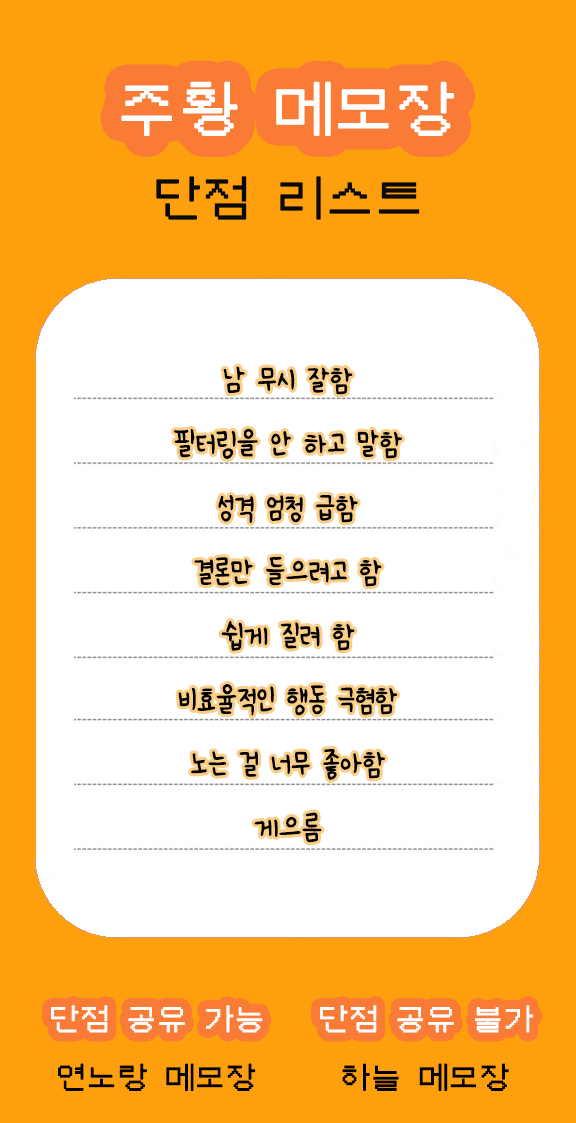 주황 메모장
단점 리스트
남 무시 잘함
필터링을 안 하고 말함
성격 엄청 급함
결론만 들으려고 함
쉽게 질려 함
비효율적인 행동 극혐함
노는 걸 너무 좋아함
게으름
단점 공유 가능
연노랑 메모장
단점 공유 불가
하늘 메모장